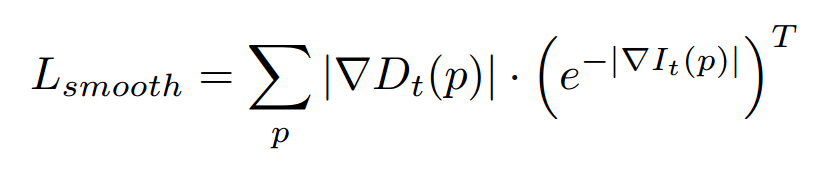 L_{smooth} = \sum_{p} |\nabla D_t(p)| \cdot \left( e^{-|\nabla I_t(p)|} \right)^T